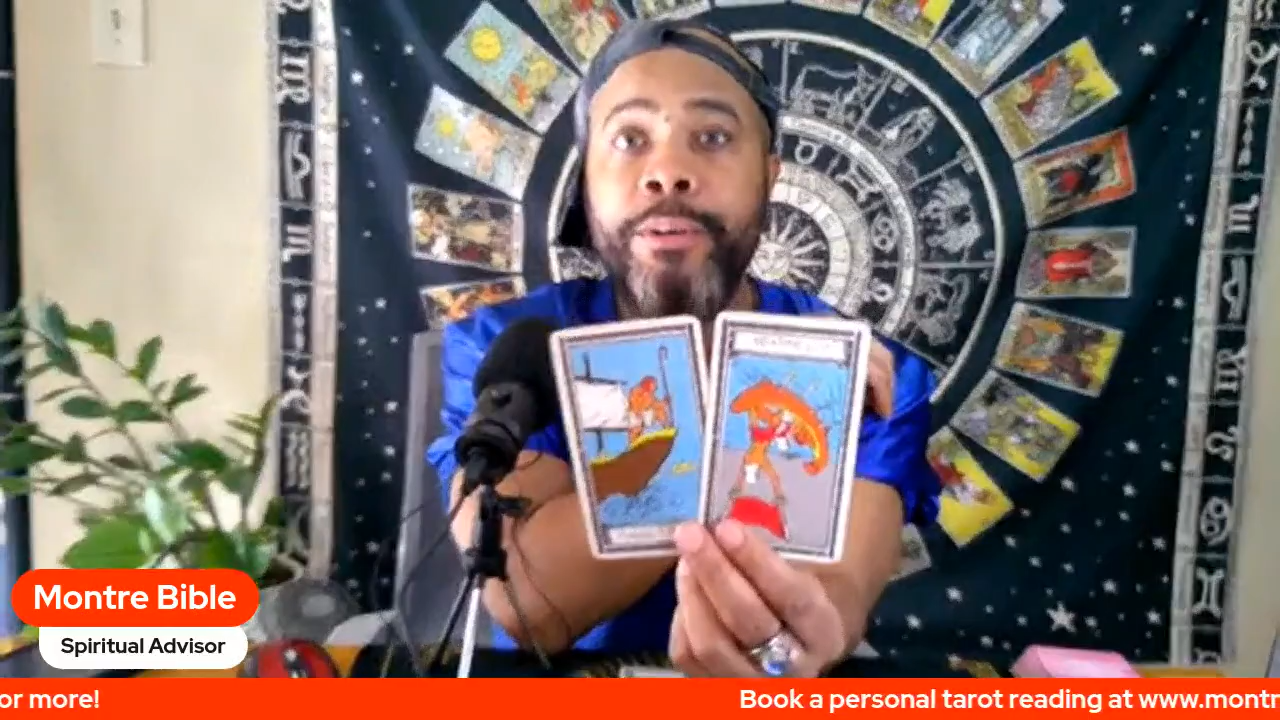 Montre Bible
Spiritual Advisor
or more!
Book a personal tarot reading at www.montr